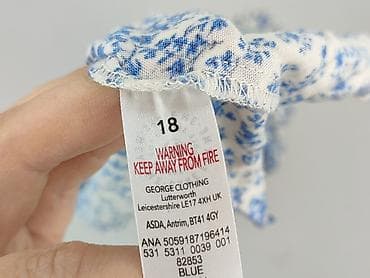 18
WARNING
KEEP AWAY FROM FIRE
GEORGE CLOTHING
Lutterworth
Leicestershire LE17 4XH UK
ASDA, Antrim, BT41 4GY
ANA 5059187196414
531 5311 0039 001
82853
BLUE